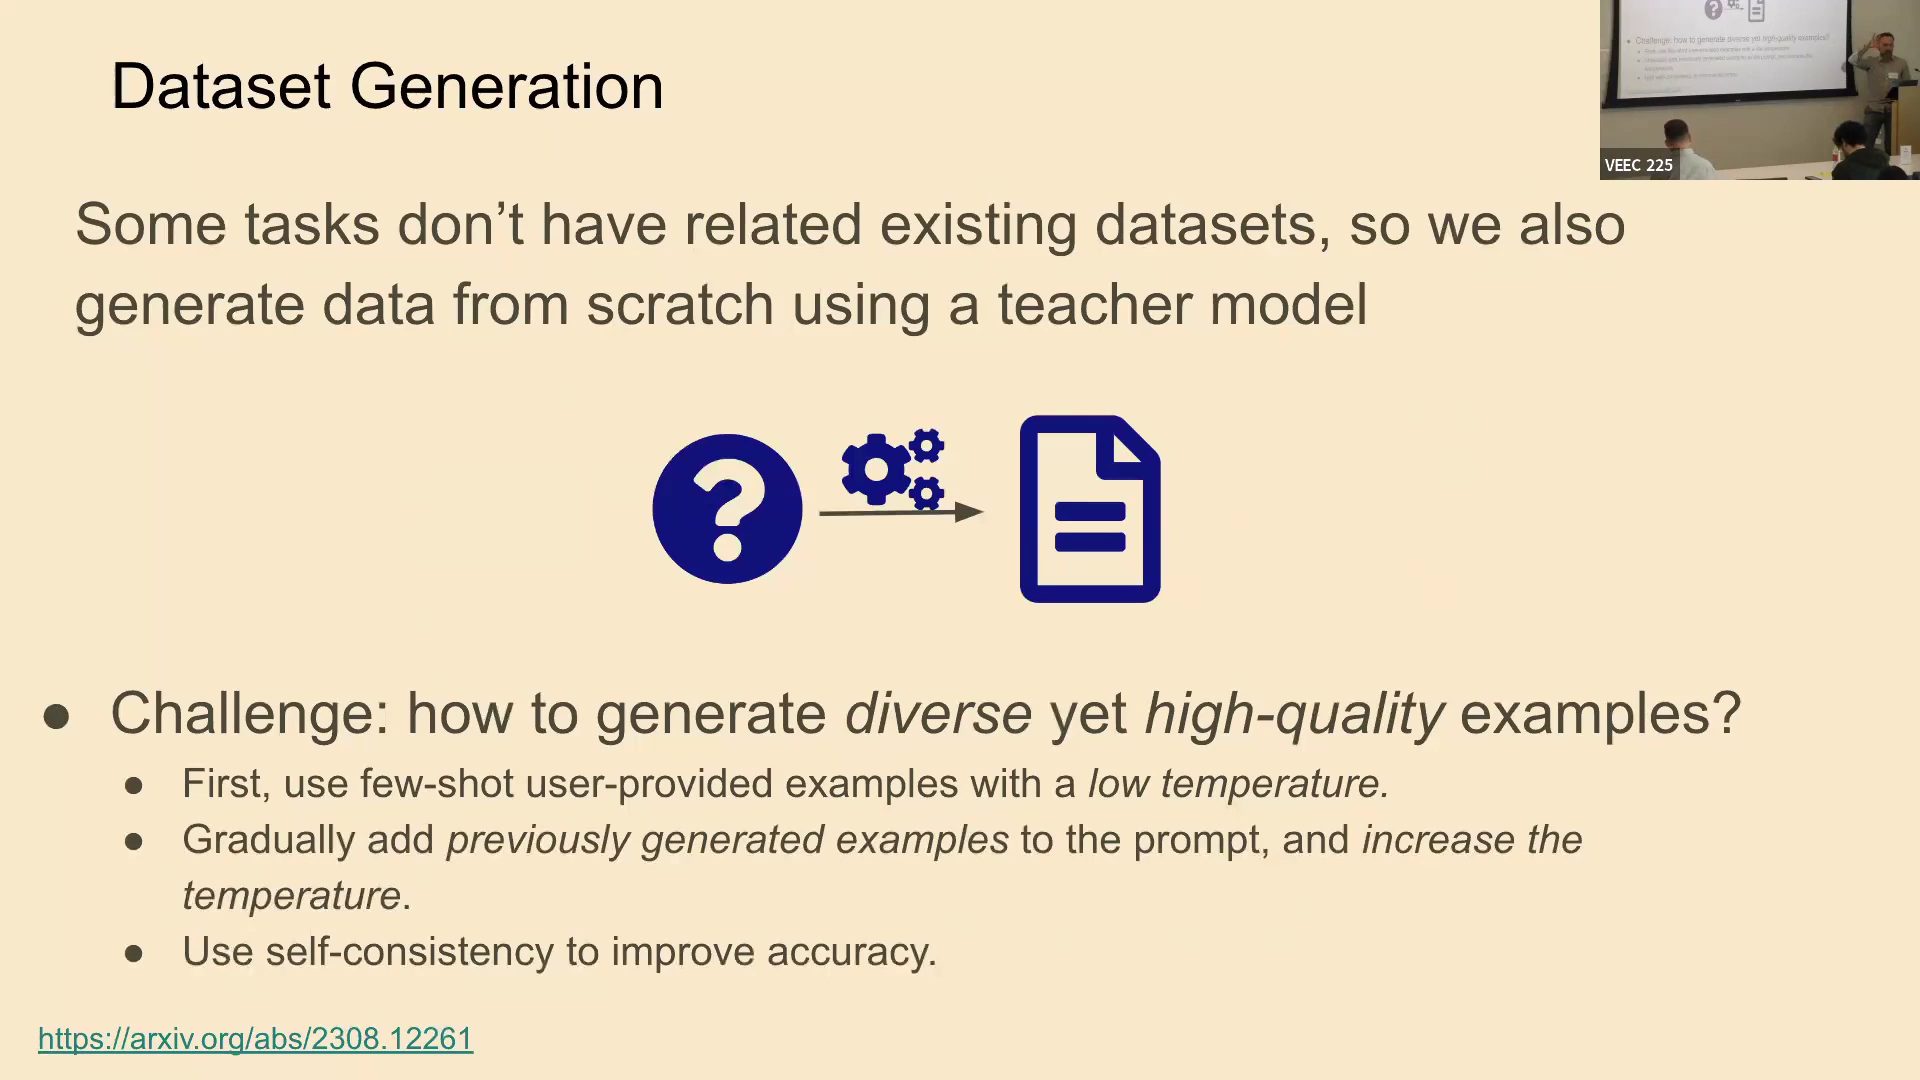 Dataset Generation
VEEC 225
Some tasks don’t have related existing datasets, so we also
generate data from scratch using a teacher model
● Challenge: how to generate diverse yet high-quality examples?
● First, use few-shot user-provided examples with a low temperature.
● Gradually add previously generated examples to the prompt, and increase the
temperature.
● Use self-consistency to improve accuracy.
https://arxiv.org/abs/2308.12261